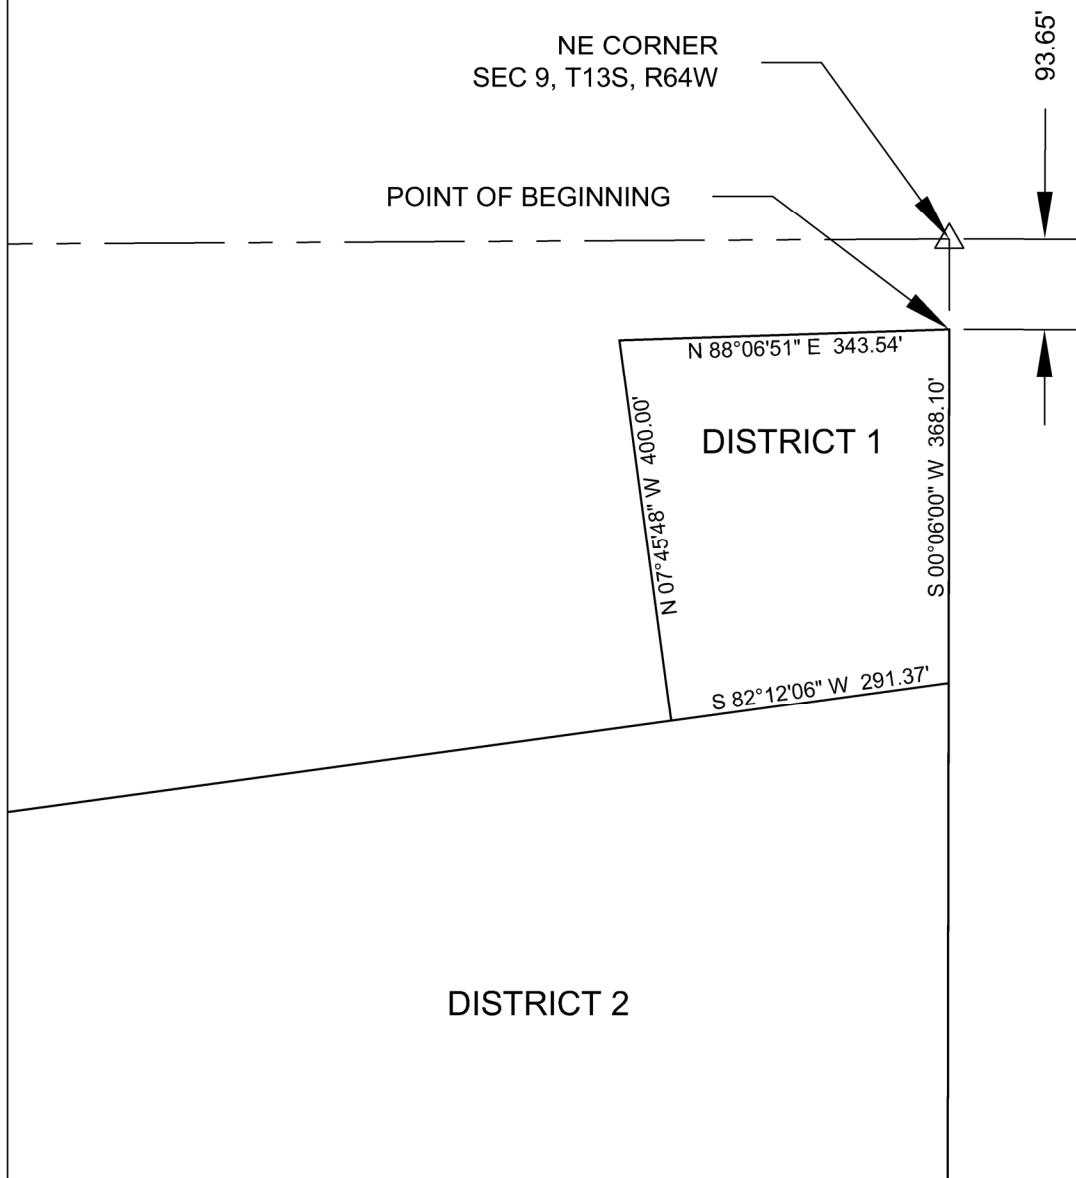 93.65'
NE CORNER
SEC 9, T13S, R64W
POINT OF BEGINNING
N 88°06'51" E 343.54'
N 07°45'48" W 400.00'
DISTRICT 1
S 00°06'00" W 368.10'
S 82°12'06" W 291.37'
DISTRICT 2